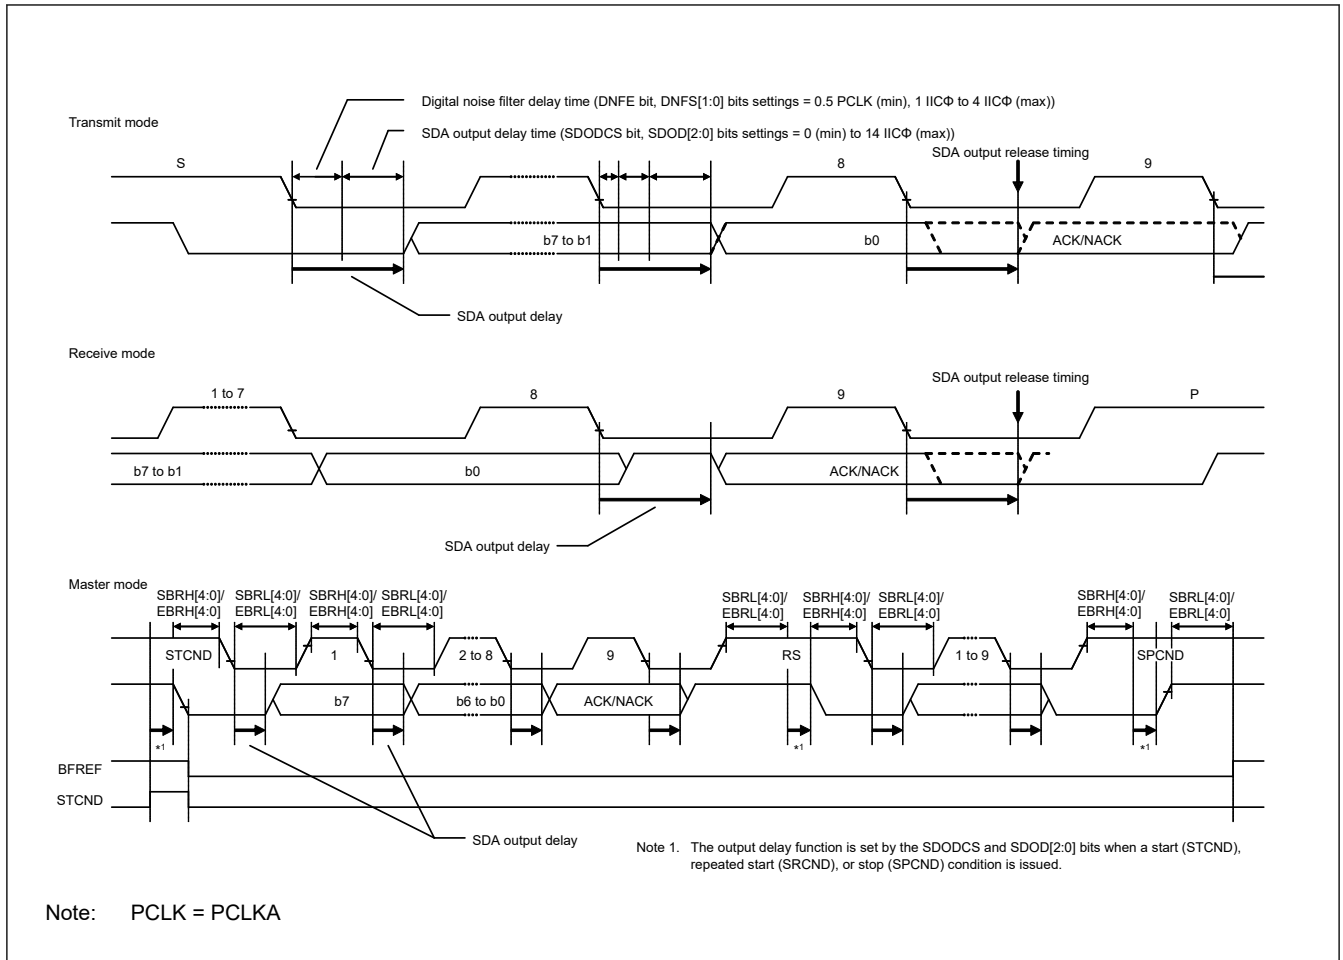 Digital noise filter delay time (DNFE bit, DNFS[1:0] bits settings = 0.5 PCLK (min), 1 IICΦ to 4 IICΦ (max))
Transmit mode
SDA output delay time (SDODCS bit, SDOD[2:0] bits settings = 0 (min) to 14 IICΦ (max))
SDA output release timing
S
8
9
b7 to b1
b0
ACK/NACK
SDA output delay
Receive mode
SDA output release timing
1 to 7
8
9
P
b7 to b1
b0
ACK/NACK
SDA output delay
Master mode
SBRH[4:0]/
EBRH[4:0]
SBRL[4:0]/
EBRL[4:0]
SBRH[4:0]/
EBRH[4:0]
SBRL[4:0]/
EBRL[4:0]
SBRL[4:0]/
EBRL[4:0]
SBRH[4:0]/
EBRH[4:0]
SBRL[4:0]/
EBRL[4:0]
SBRH[4:0]/
EBRH[4:0]
SBRL[4:0]/
EBRL[4:0]
STCND
1
2 to 8
9
RS
1 to 9
SPCND
b7
b6 to b0
ACK/NACK
*1
*1
*1
BFREF
STCND
SDA output delay
Note 1. The output delay function is set by the SDODCS and SDOD[2:0] bits when a start (STCND),
repeated start (SRCND), or stop (SPCND) condition is issued.
Note: PCLK = PCLKA